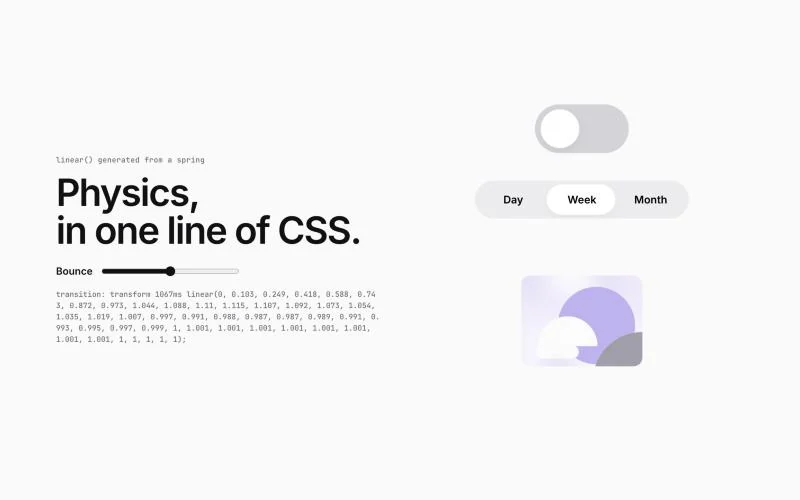 linear() generated from a spring
Physics,
in one line of CSS.
Bounce
transition: transform 1067ms linear(0, 0.103, 0.249, 0.418, 0.588, 0.74
3, 0.872, 0.973, 1.044, 1.088, 1.11, 1.115, 1.107, 1.092, 1.073, 1.054,
1.035, 1.019, 1.007, 0.997, 0.991, 0.988, 0.987, 0.987, 0.989, 0.991, 0.
993, 0.995, 0.997, 0.999, 1, 1.001, 1.001, 1.001, 1.001, 1.001, 1.001,
1.001, 1.001, 1, 1, 1, 1, 1);
Day
Week
Month